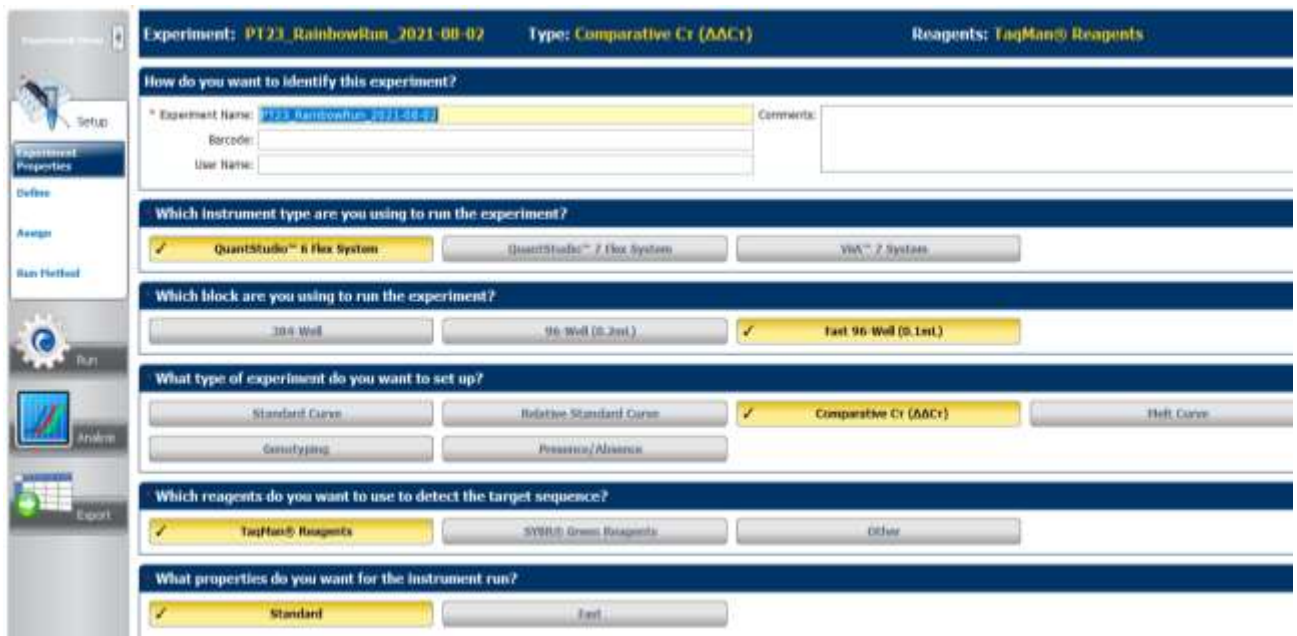 Experiment: PT23_RainbowRun_2021-08-02 Type: Comparative Cт (ΔΔCт) Reagents: TaqMan® Reagents
How do you want to identify this experiment?
* Experiment Name: PT23_RainbowRun_2021-08-02 Comments:
Barcode:
User Name:
Setup
Experiment Properties
Define
Assign
Run Method
Run
Analyze
Export
Which instrument type are you using to run the experiment?
✓ QuantStudio™ 6 Flex System QuantStudio™ 7 Flex System ViiA™ 7 System
Which block are you using to run the experiment?
384-Well 96-Well (0.2mL) ✓ Fast 96-Well (0.1mL)
What type of experiment do you want to set up?
Standard Curve Relative Standard Curve ✓ Comparative Cт (ΔΔCт) Melt Curve
Genotyping Presence/Absence
Which reagents do you want to use to detect the target sequence?
✓ TaqMan® Reagents SYBR® Green Reagents Other
What properties do you want for the instrument run?
✓ Standard Fast